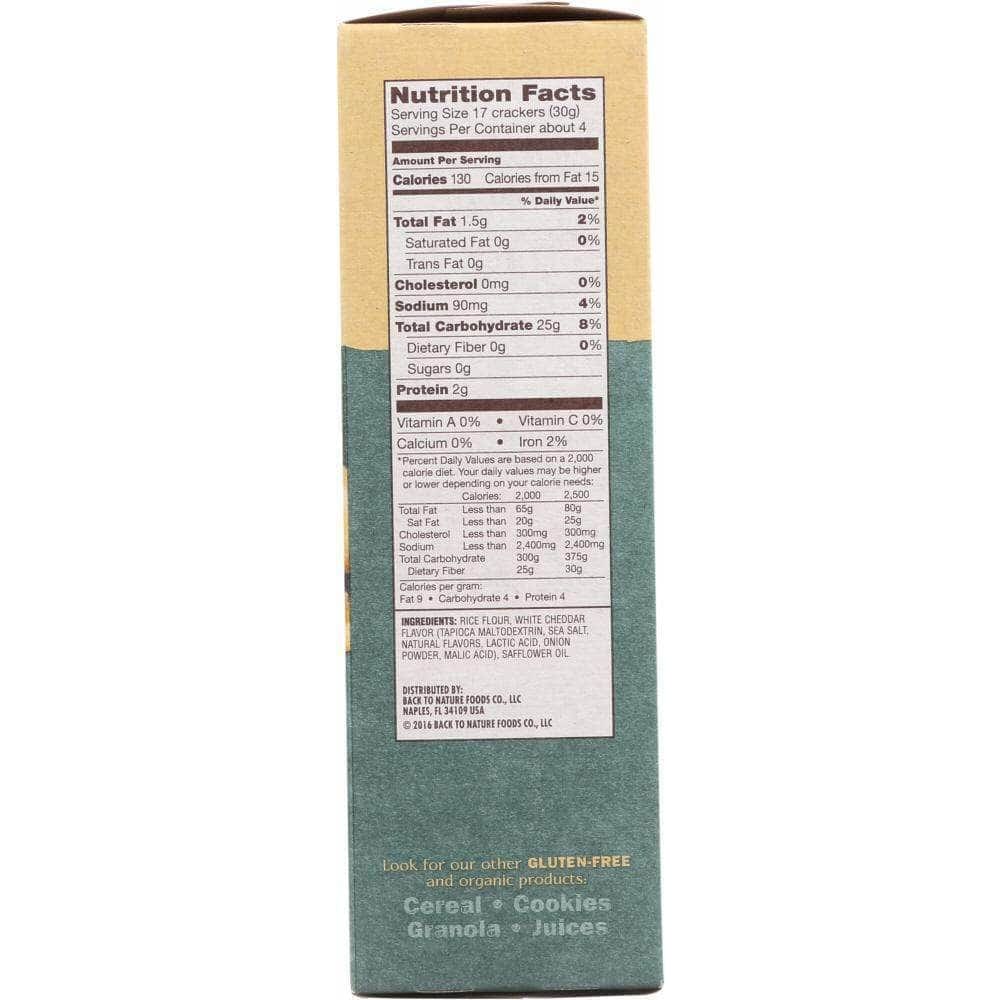 Nutrition Facts
Serving Size 17 crackers (30g)
Servings Per Container about 4
Amount Per Serving
Calories 130 Calories from Fat 15
% Daily Value*
Total Fat 1.5g 2%
Saturated Fat 0g 0%
Trans Fat 0g
Cholesterol 0mg 0%
Sodium 90mg 4%
Total Carbohydrate 25g 8%
Dietary Fiber 0g 0%
Sugars 0g
Protein 2g
Vitamin A 0% • Vitamin C 0%
Calcium 0% • Iron 2%
*Percent Daily Values are based on a 2,000
calorie diet. Your daily values may be higher
or lower depending on your calorie needs:
Calories: 2,000 2,500
Total Fat Less than 65g 80g
Sat Fat Less than 20g 25g
Cholesterol Less than 300mg 300mg
Sodium Less than 2,400mg 2,400mg
Total Carbohydrate 300g 375g
Dietary Fiber 25g 30g
Calories per gram:
Fat 9 • Carbohydrate 4 • Protein 4
INGREDIENTS: RICE FLOUR, WHITE CHEDDAR
FLAVOR (TAPIOCA MALTODEXTRIN, SEA SALT,
NATURAL FLAVORS, LACTIC ACID, ONION
POWDER, MALIC ACID), SAFFLOWER OIL.
DISTRIBUTED BY:
BACK TO NATURE FOODS CO., LLC
NAPLES, FL 34109 USA
© 2016 BACK TO NATURE FOODS CO., LLC
Look for our other GLUTEN-FREE
and organic products:
Cereal • Cookies
Granola • Juices